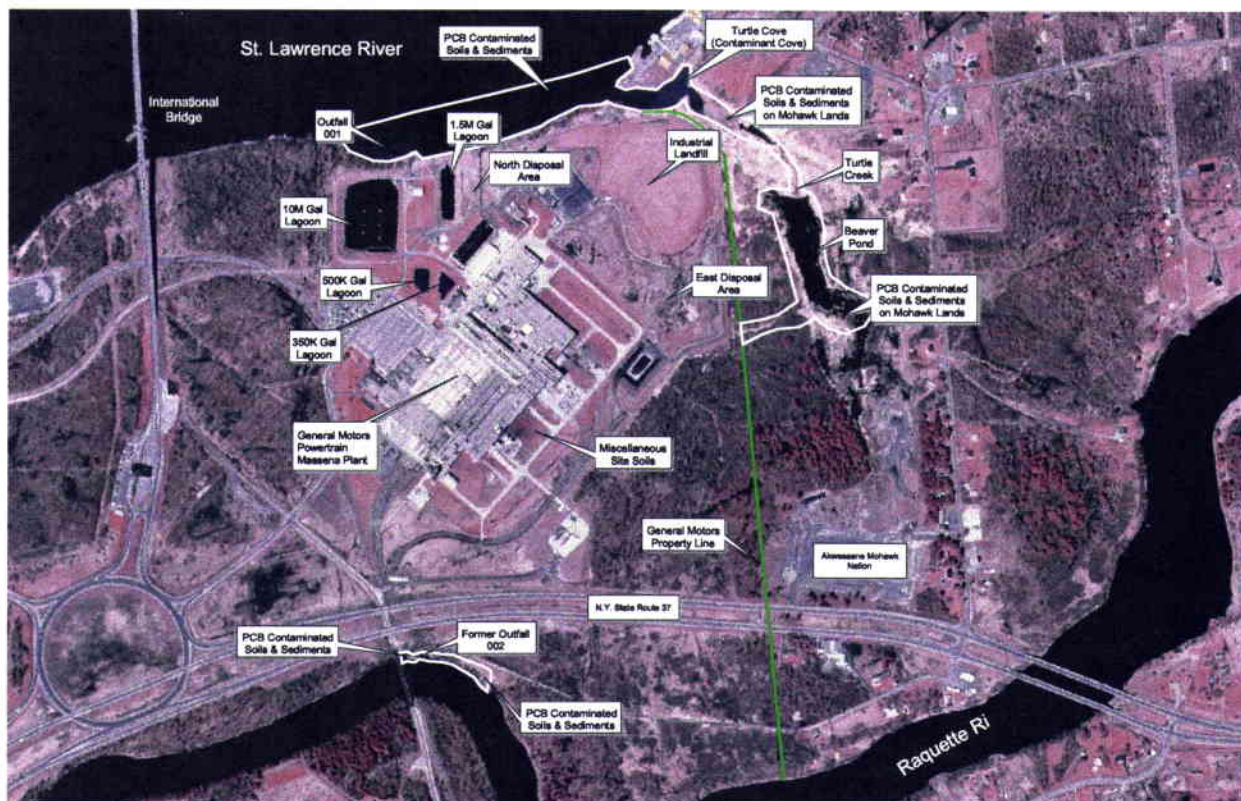 St. Lawrence River
PCB Contaminated
Soils & Sediments
Turtle Cove
(Contaminant Cove)
International
Bridge
Outfall
001
1.5M Gal
Lagoon
PCB Contaminated
Soils & Sediments
on Mohawk Lands
North Disposal
Area
Industrial
Landfill
Turtle
Creek
10M Gal
Lagoon
Beaver
Pond
500K Gal
Lagoon
East Disposal
Area
PCB Contaminated
Soils & Sediments
on Mohawk Lands
350K Gal
Lagoon
General Motors
Powertrain
Massena Plant
Miscellaneous
Site Soils
General Motors
Property Line
Akwasasne Mohawk
Nation
N.Y. State Route 37
PCB Contaminated
Soils & Sediments
Former Outfall
002
PCB Contaminated
Soils & Sediments
Raquette Ri